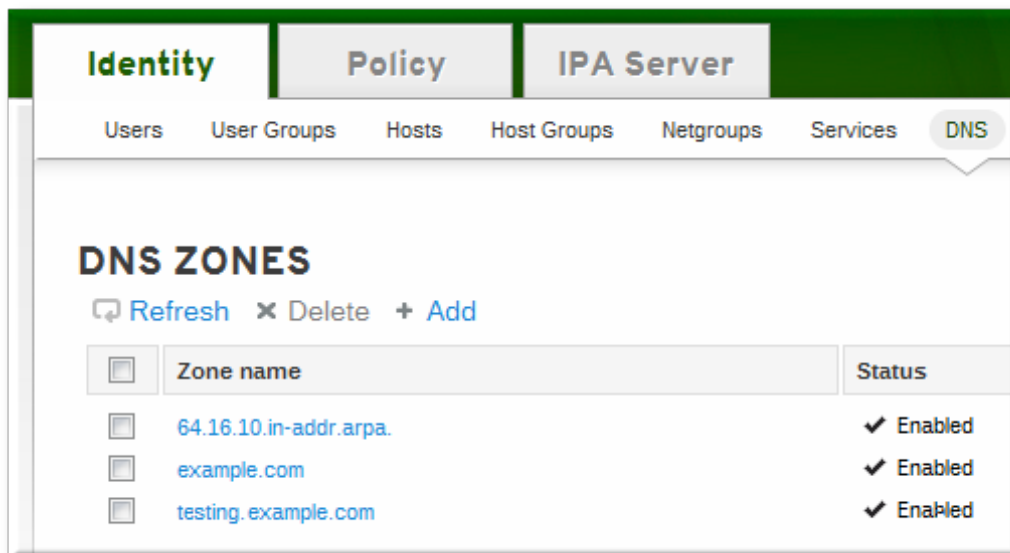 Identity Policy IPA Server
Users User Groups Hosts Host Groups Netgroups Services DNS
DNS ZONES
Refresh Delete + Add
Zone name Status
64.16.10.in-addr.arpa. Enabled
example.com Enabled
testing.example.com Enabled